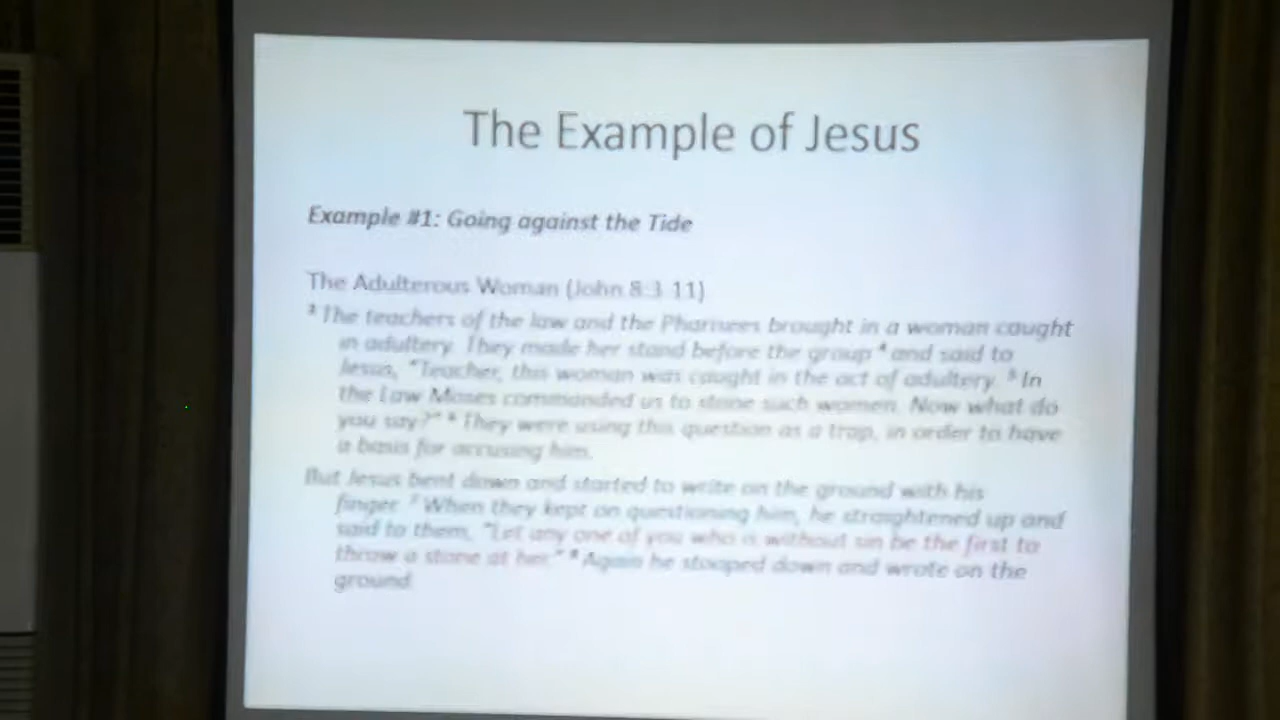 The Example of Jesus
Example #1: Going against the Tide
The Adulterous Woman (John 8:3 11)
3 The teachers of the law and the Pharisees brought in a woman caught
in adultery. They made her stand before the group 4 and said to
Jesus, "Teacher, this woman was caught in the act of adultery. 5 In
the Law Moses commanded us to stone such women. Now what do
you say?" 6 They were using this question as a trap, in order to have
a basis for accusing him.
But Jesus bent down and started to write on the ground with his
finger. 7 When they kept on questioning him, he straightened up and
said to them, "Let any one of you who is without sin be the first to
throw a stone at her." 8 Again he stooped down and wrote on the
ground.